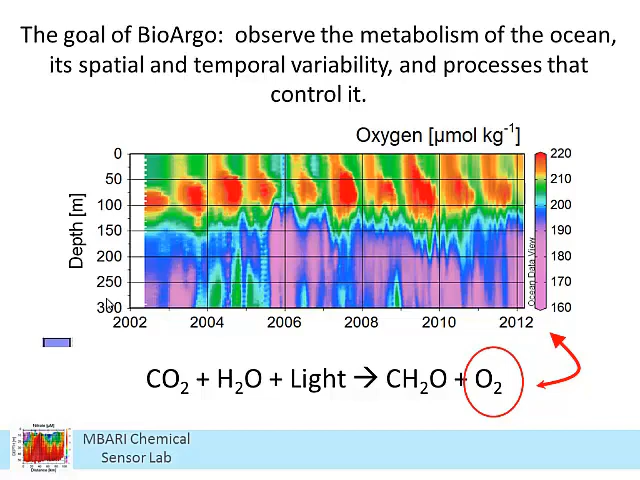 The goal of BioArgo:  observe the metabolism of the ocean,
its spatial and temporal variability, and processes that
control it.
Oxygen [μmol kg⁻¹]
0
50
100
150
200
250
300
Depth [m]
2002 2004 2006 2008 2010 2012
220
210
200
190
180
170
160
Ocean Data View
CO₂ + H₂O + Light → CH₂O + O₂
MBARI Chemical
Sensor Lab